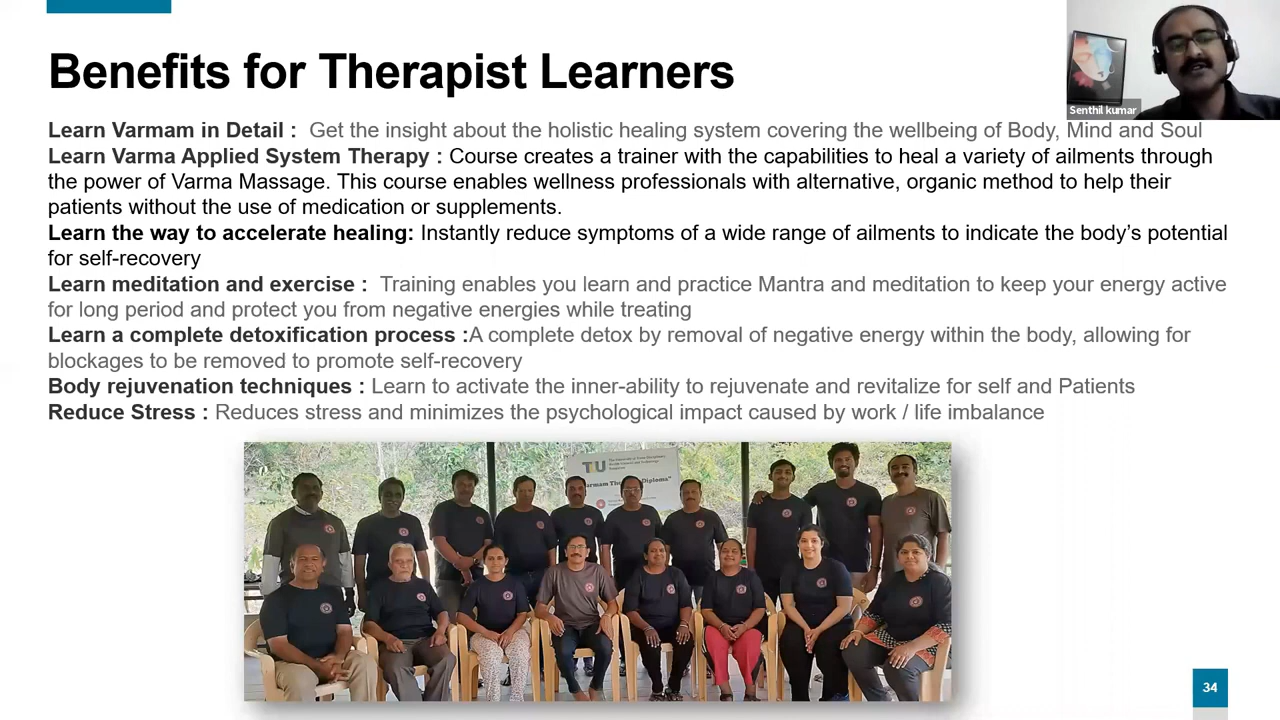 Benefits for Therapist Learners
Senthil kumar
Learn Varmam in Detail : Get the insight about the holistic healing system covering the wellbeing of Body, Mind and Soul
Learn Varma Applied System Therapy : Course creates a trainer with the capabilities to heal a variety of ailments through
the power of Varma Massage. This course enables wellness professionals with alternative, organic method to help their
patients without the use of medication or supplements.
Learn the way to accelerate healing: Instantly reduce symptoms of a wide range of ailments to indicate the body’s potential
for self-recovery
Learn meditation and exercise : Training enables you learn and practice Mantra and meditation to keep your energy active
for long period and protect you from negative energies while treating
Learn a complete detoxification process :A complete detox by removal of negative energy within the body, allowing for
blockages to be removed to promote self-recovery
Body rejuvenation techniques : Learn to activate the inner-ability to rejuvenate and revitalize for self and Patients
Reduce Stress : Reduces stress and minimizes the psychological impact caused by work / life imbalance
TDU
Diploma"
34